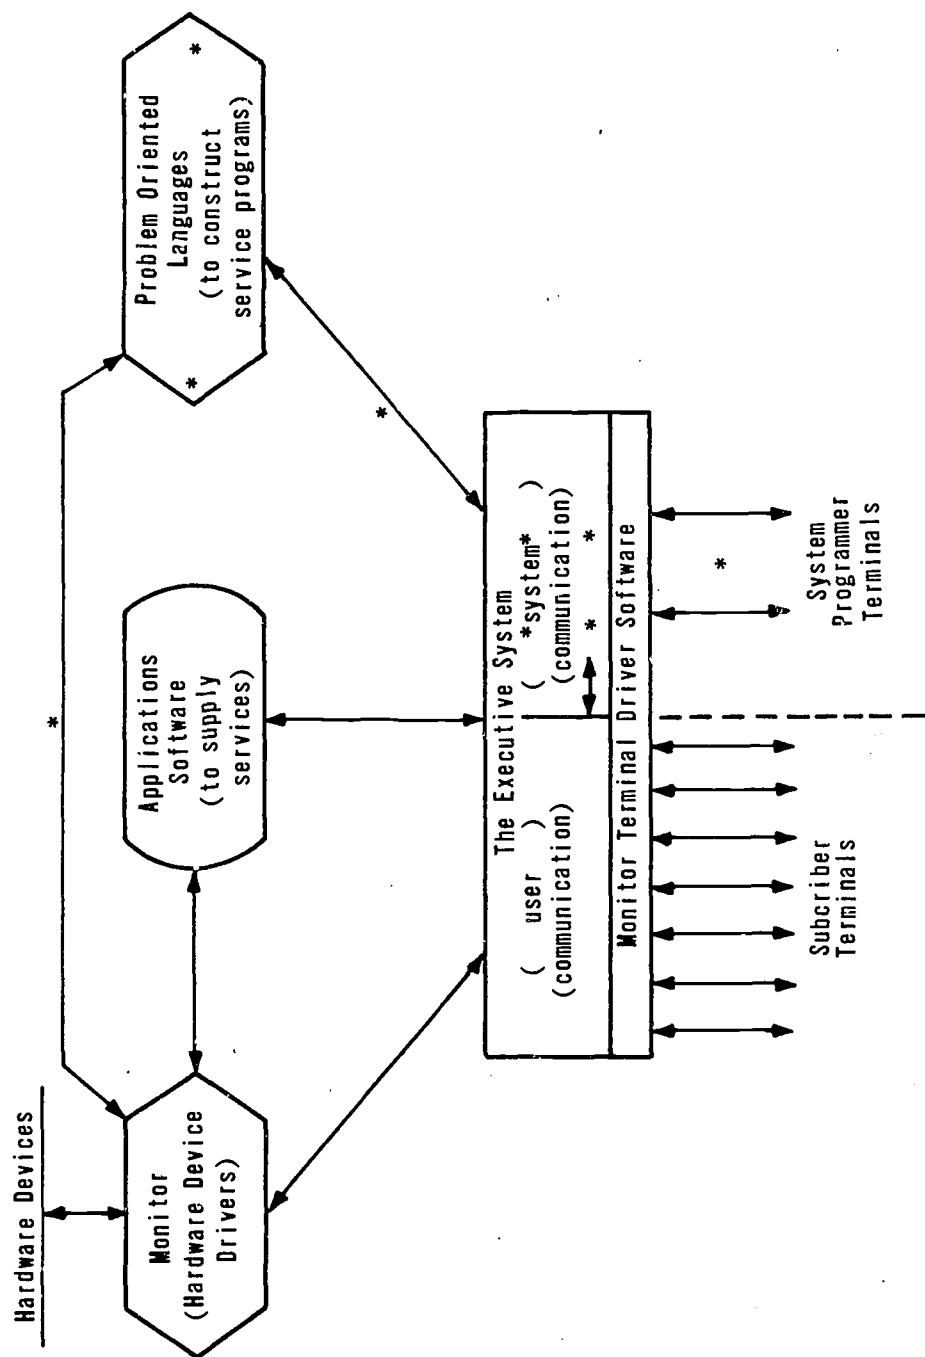 Hardware Devices
Monitor
(Hardware Device
Drivers)
*
Applications
Software
(to supply
services)
*
Problem Oriented
Languages
(to construct
service programs)
*
*
The Executive System
( user )
(communication)
( *system* )
(communication)
* *
Monitor Terminal Driver Software
Subcriber
Terminals
*
System
Programmer
Terminals